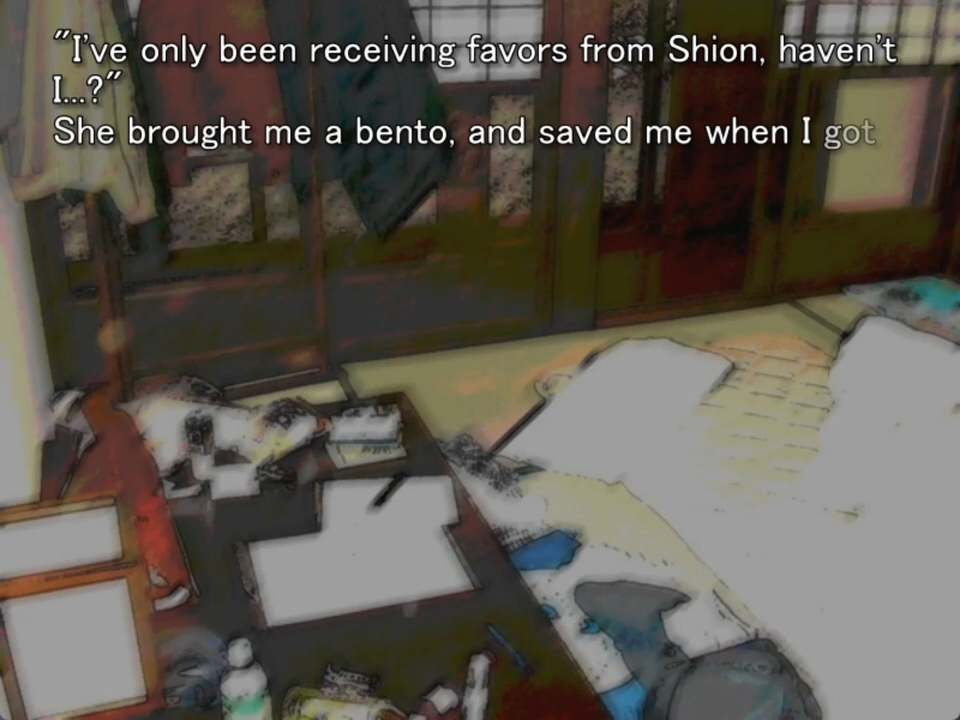 "I've only been receiving favors from Shion, haven't
I...?"
She brought me a bento, and saved me when I got